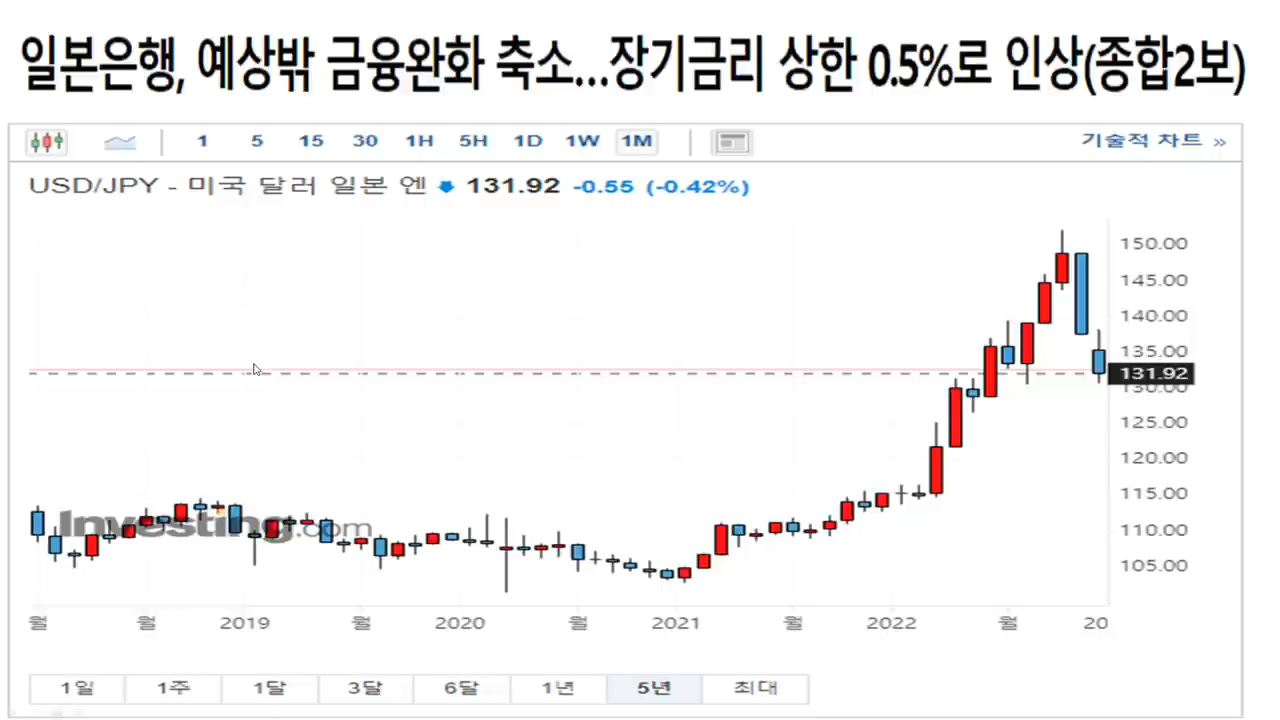 일본은행, 예상밖 금융완화 축소...장기금리 상한 0.5%로 인상(종합2보)
1 5 15 30 1H 5H 1D 1W 1M 기술적 차트 »
USD/JPY - 미국 달러 일본 엔 131.92 -0.55 (-0.42%)
150.00
145.00
140.00
135.00
131.92
130.00
125.00
120.00
115.00
110.00
105.00
Investing.com
월 월 2019 월 2020 월 2021 월 2022 월 20
1일 1주 1달 3달 6달 1년 5년 최대